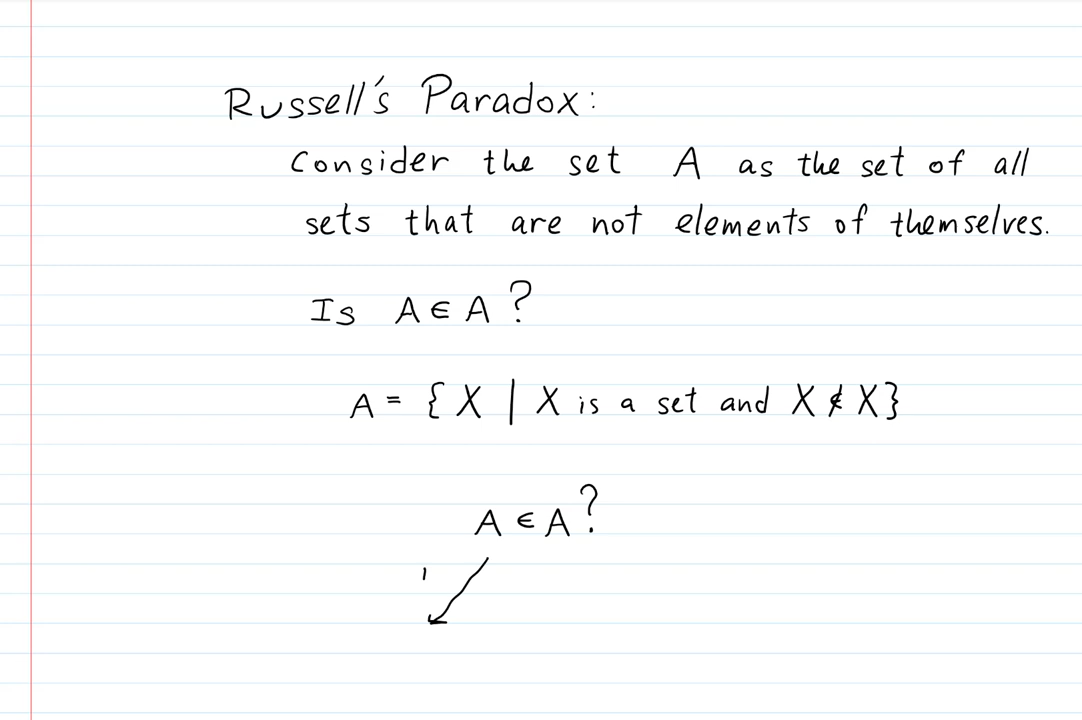 Russell's Paradox:
Consider the set A as the set of all
sets that are not elements of themselves.
Is A ∈ A ?
A = { X | X is a set and X ∉ X}
A ∈ A ?